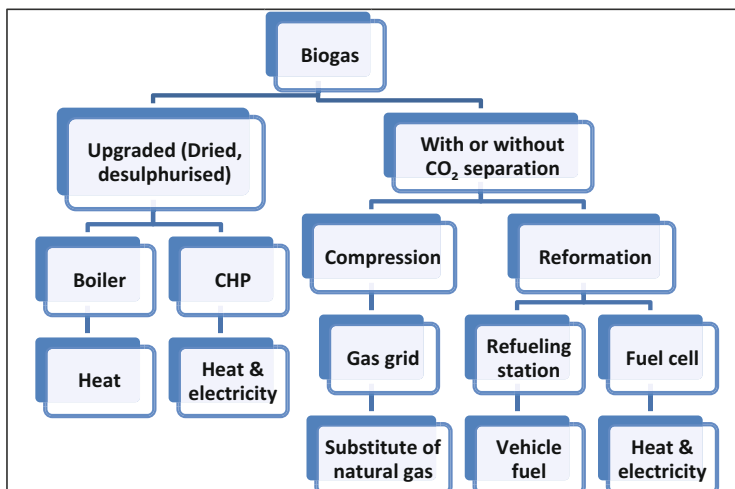 Biogas
Upgraded (Dried,
desulphurised)
With or without
CO₂ separation
Boiler
CHP
Compression
Reformation
Heat
Heat &
electricity
Gas grid
Refueling
station
Fuel cell
Substitute of
natural gas
Vehicle
fuel
Heat &
electricity